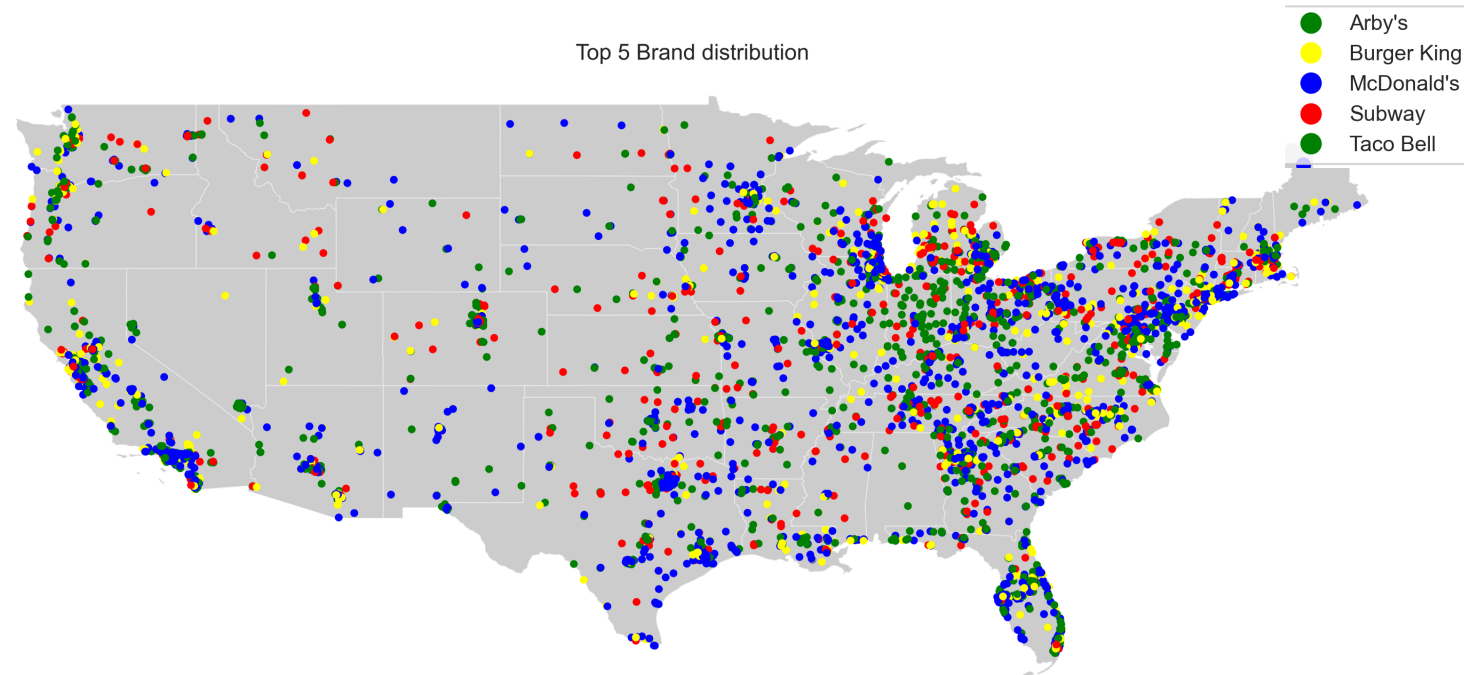 Top 5 Brand distribution
Arby's
Burger King
McDonald's
Subway
Taco Bell